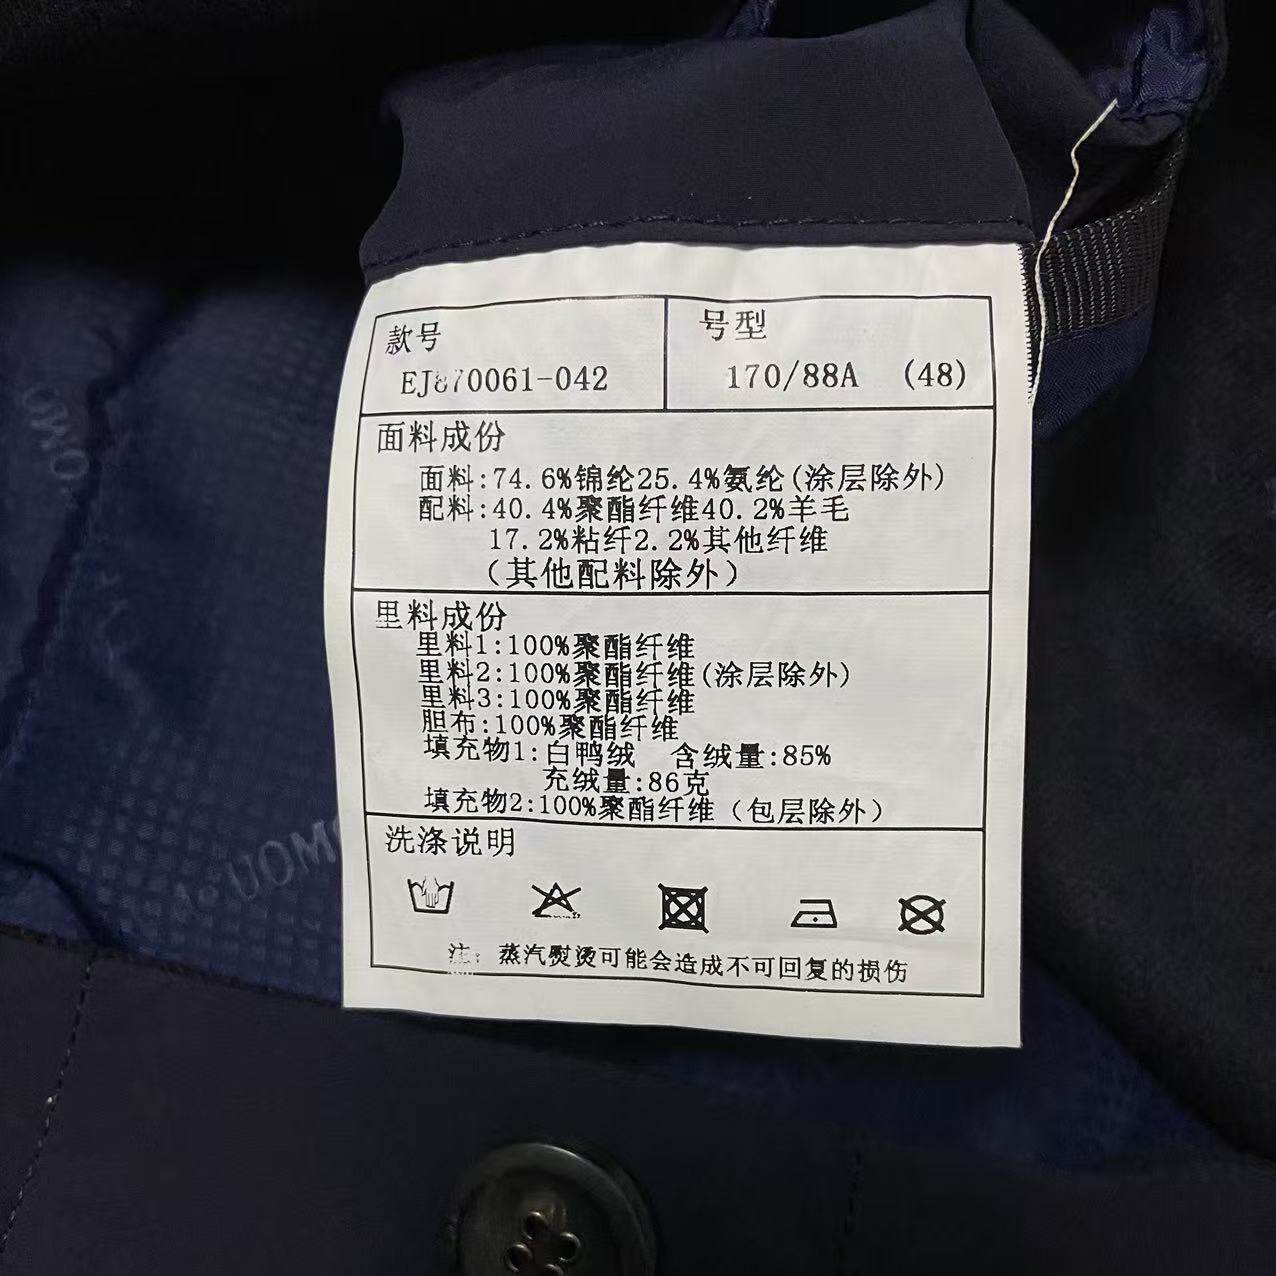 款号
号型
EJ870061-042
170/88A (48)
面料成份
面料:74.6%锦纶25.4%氨纶(涂层除外)
配料:40.4%聚酯纤维40.2%羊毛
17.2%粘纤2.2%其他纤维
(其他配料除外)
里料成份
里料1:100%聚酯纤维
里料2:100%聚酯纤维(涂层除外)
里料3:100%聚酯纤维
胆布:100%聚酯纤维
填充物1:白鸭绒 含绒量:85%
充绒量:86克
填充物2:100%聚酯纤维(包层除外)
洗涤说明
注: 蒸汽熨烫可能会造成不可回复的损伤
UOMO